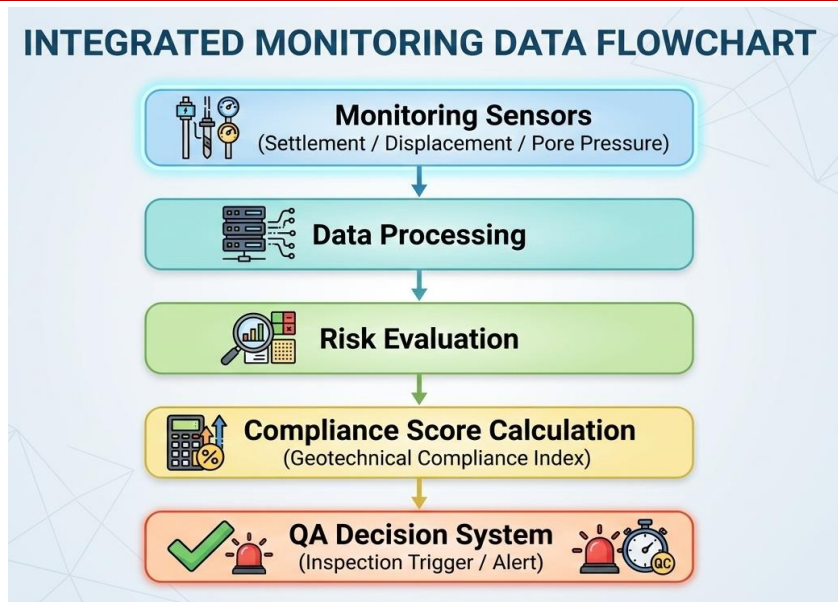 INTEGRATED MONITORING DATA FLOWCHART
Monitoring Sensors
(Settlement / Displacement / Pore Pressure)
Data Processing
Risk Evaluation
Compliance Score Calculation
(Geotechnical Compliance Index)
%
QA Decision System
(Inspection Trigger / Alert)
QC